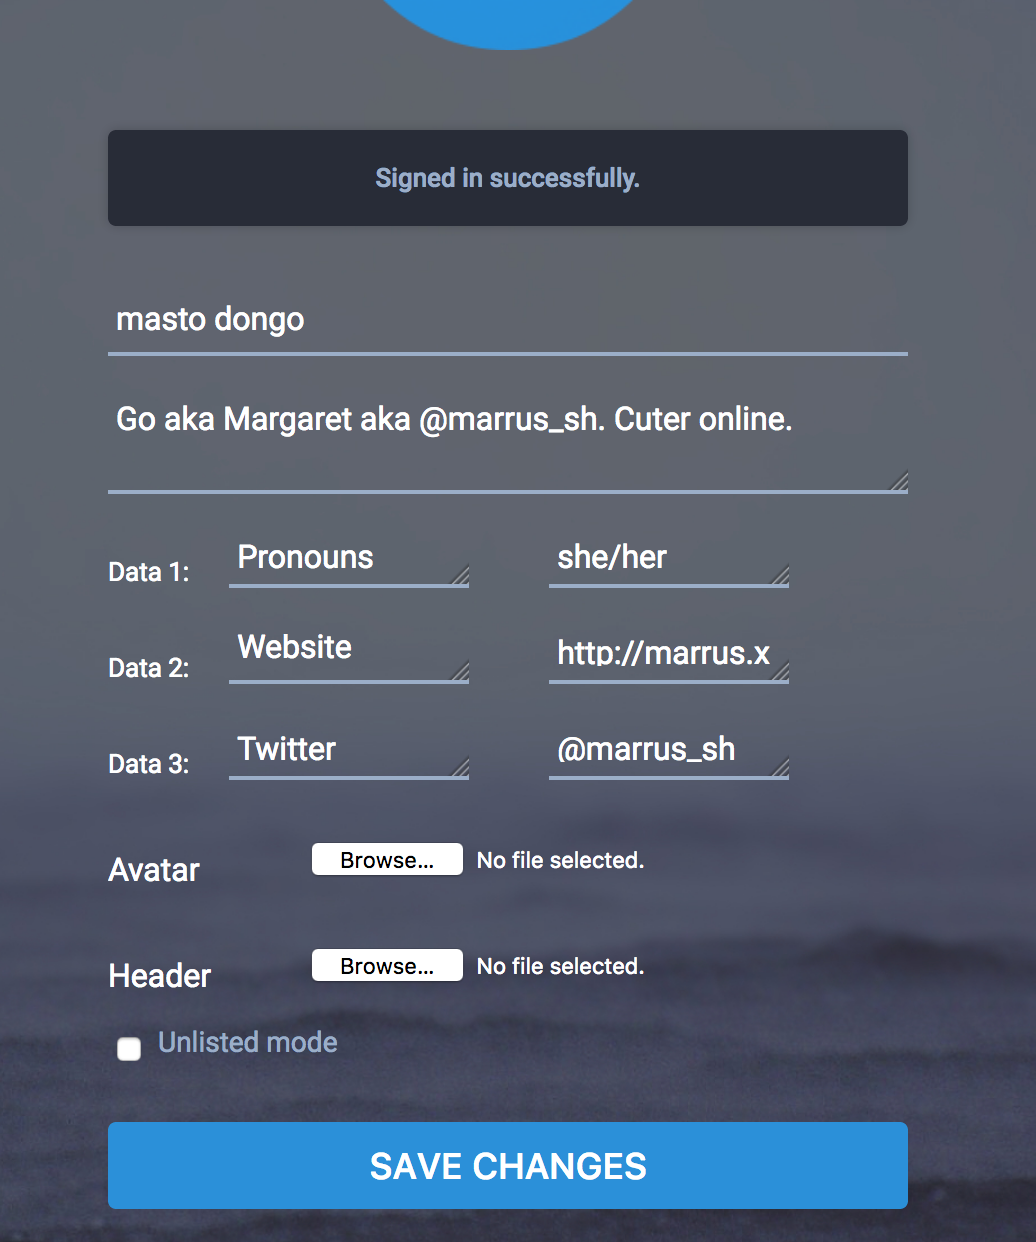 Signed in successfully.
masto dongo
Go aka Margaret aka @marrus_sh. Cuter online.
Data 1: Pronouns she/her
Data 2: Website http://marrus.x
Data 3: Twitter @marrus_sh
Avatar Browse... No file selected.
Header Browse... No file selected.
Unlisted mode
SAVE CHANGES